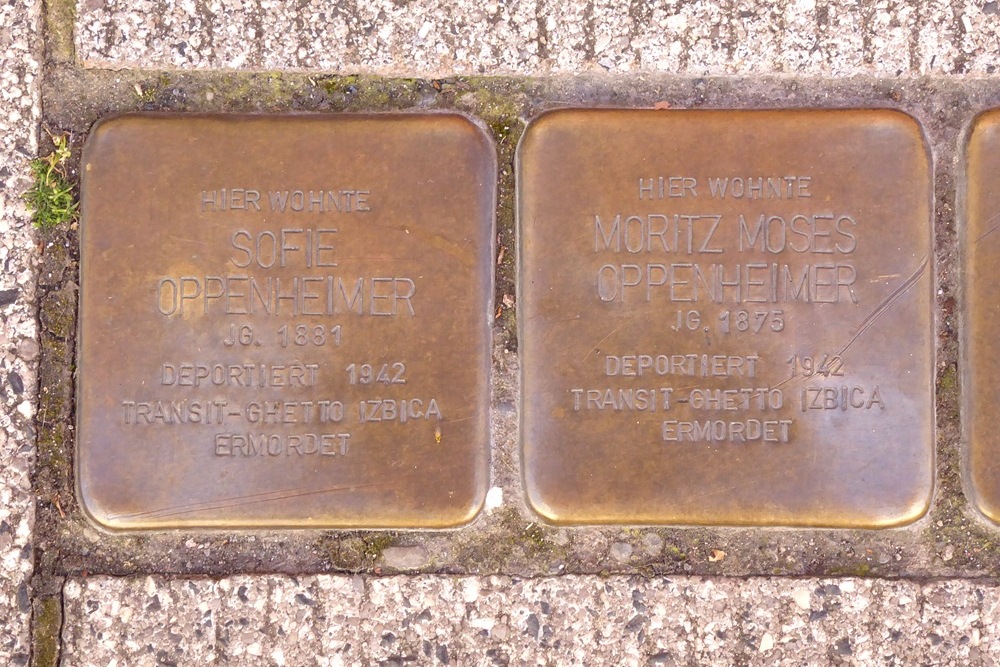 HIER WOHNTE
SOFIE
OPPENHEIMER
JG. 1881
DEPORTIERT 1942
TRANSIT-GHETTO IZBICA
ERMORDET
HIER WOHNTE
MORITZ MOSES
OPPENHEIMER
JG. 1875
DEPORTIERT 1942
TRANSIT-GHETTO IZBICA
ERMORDET